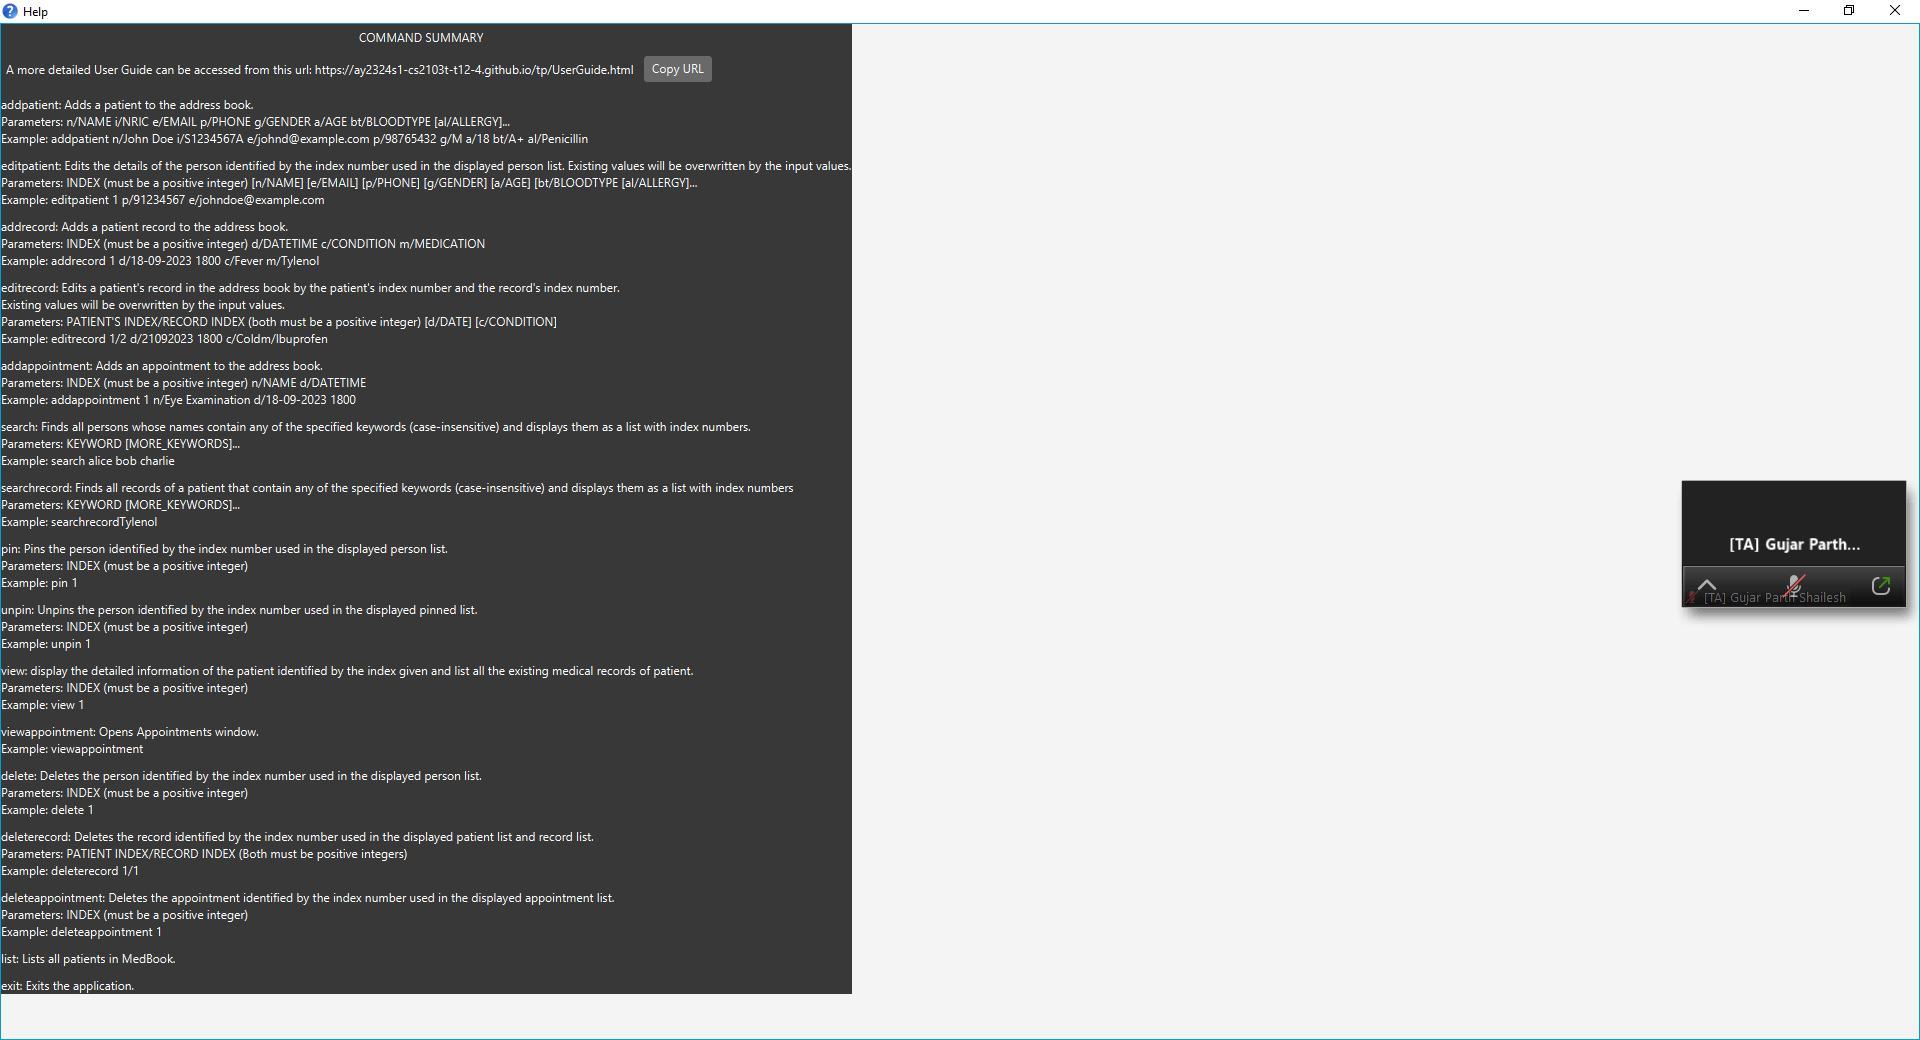 Help
COMMAND SUMMARY
A more detailed User Guide can be accessed from this url: https://ay2324s1-cs2103t-t12-4.github.io/tp/UserGuide.html Copy URL
addpatient: Adds a patient to the address book.
Parameters: n/NAME i/NRIC e/EMAIL p/PHONE g/GENDER a/AGE bt/BLOODTYPE [al/ALLERGY]...
Example: addpatient n/John Doe i/S1234567A e/johnd@example.com p/98765432 g/M a/18 bt/A+ al/Penicillin
editpatient: Edits the details of the person identified by the index number used in the displayed person list. Existing values will be overwritten by the input values.
Parameters: INDEX (must be a positive integer) [n/NAME] [e/EMAIL] [p/PHONE] [g/GENDER] [a/AGE] [bt/BLOODTYPE [al/ALLERGY]...
Example: editpatient 1 p/91234567 e/johndoe@example.com
addrecord: Adds a patient record to the address book.
Parameters: INDEX (must be a positive integer) d/DATETIME c/CONDITION m/MEDICATION
Example: addrecord 1 d/18-09-2023 1800 c/Fever m/Tylenol
editrecord: Edits a patient's record in the address book by the patient's index number and the record's index number.
Existing values will be overwritten by the input values.
Parameters: PATIENT'S INDEX/RECORD INDEX (both must be a positive integer) [d/DATE] [c/CONDITION]
Example: editrecord 1/2 d/21092023 1800 c/Coldm/Ibuprofen
addappointment: Adds an appointment to the address book.
Parameters: INDEX (must be a positive integer) n/NAME d/DATETIME
Example: addappointment 1 n/Eye Examination d/18-09-2023 1800
search: Finds all persons whose names contain any of the specified keywords (case-insensitive) and displays them as a list with index numbers.
Parameters: KEYWORD [MORE_KEYWORDS]...
Example: search alice bob charlie
searchrecord: Finds all records of a patient that contain any of the specified keywords (case-insensitive) and displays them as a list with index numbers
Parameters: KEYWORD [MORE_KEYWORDS]...
Example: searchrecordTylenol
pin: Pins the person identified by the index number used in the displayed person list.
Parameters: INDEX (must be a positive integer)
Example: pin 1
unpin: Unpins the person identified by the index number used in the displayed pinned list.
Parameters: INDEX (must be a positive integer)
Example: unpin 1
view: display the detailed information of the patient identified by the index given and list all the existing medical records of patient.
Parameters: INDEX (must be a positive integer)
Example: view 1
viewappointment: Opens Appointments window.
Example: viewappointment
delete: Deletes the person identified by the index number used in the displayed person list.
Parameters: INDEX (must be a positive integer)
Example: delete 1
deleterecord: Deletes the record identified by the index number used in the displayed patient list and record list.
Parameters: PATIENT INDEX/RECORD INDEX (Both must be positive integers)
Example: deleterecord 1/1
deleteappointment: Deletes the appointment identified by the index number used in the displayed appointment list.
Parameters: INDEX (must be a positive integer)
Example: deleteappointment 1
list: Lists all patients in MedBook.
exit: Exits the application.
[TA] Gujar Parth...
[TA] Gujar Parth Shailesh